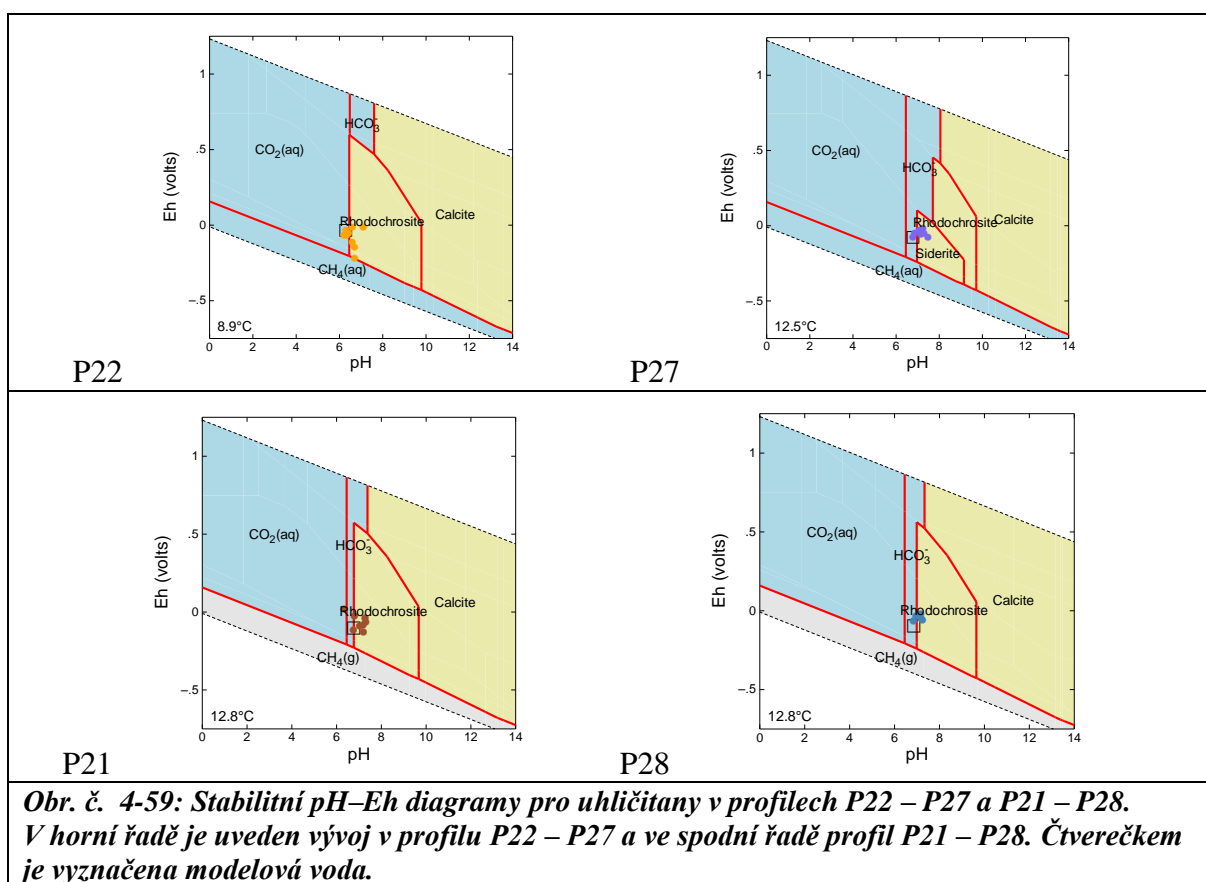 1
.5
0
–.5
Eh (volts)
0 2 4 6 8 10 12 14
pH
CO2(aq)
HCO3-
Rhodochrosite
Calcite
CH4(aq)
8.9°C
P22
1
.5
0
–.5
Eh (volts)
0 2 4 6 8 10 12 14
pH
CO2(aq)
HCO3-
Rhodochrosite
Calcite
Siderite
CH4(aq)
12.5°C
P27
1
.5
0
–.5
Eh (volts)
0 2 4 6 8 10 12 14
pH
CO2(aq)
HCO3-
Rhodochrosite
Calcite
CH4(g)
12.8°C
P21
1
.5
0
–.5
Eh (volts)
0 2 4 6 8 10 12 14
pH
CO2(aq)
HCO3-
Rhodochrosite
Calcite
CH4(g)
12.8°C
P28
Obr. č. 4-59: Stabilitní pH–Eh diagramy pro uhličitany v profilech P22 – P27 a P21 – P28.
V horní řadě je uveden vývoj v profilu P22 – P27 a ve spodní řadě profil P21 – P28. Čtverečkem
je vyznačena modelová voda.